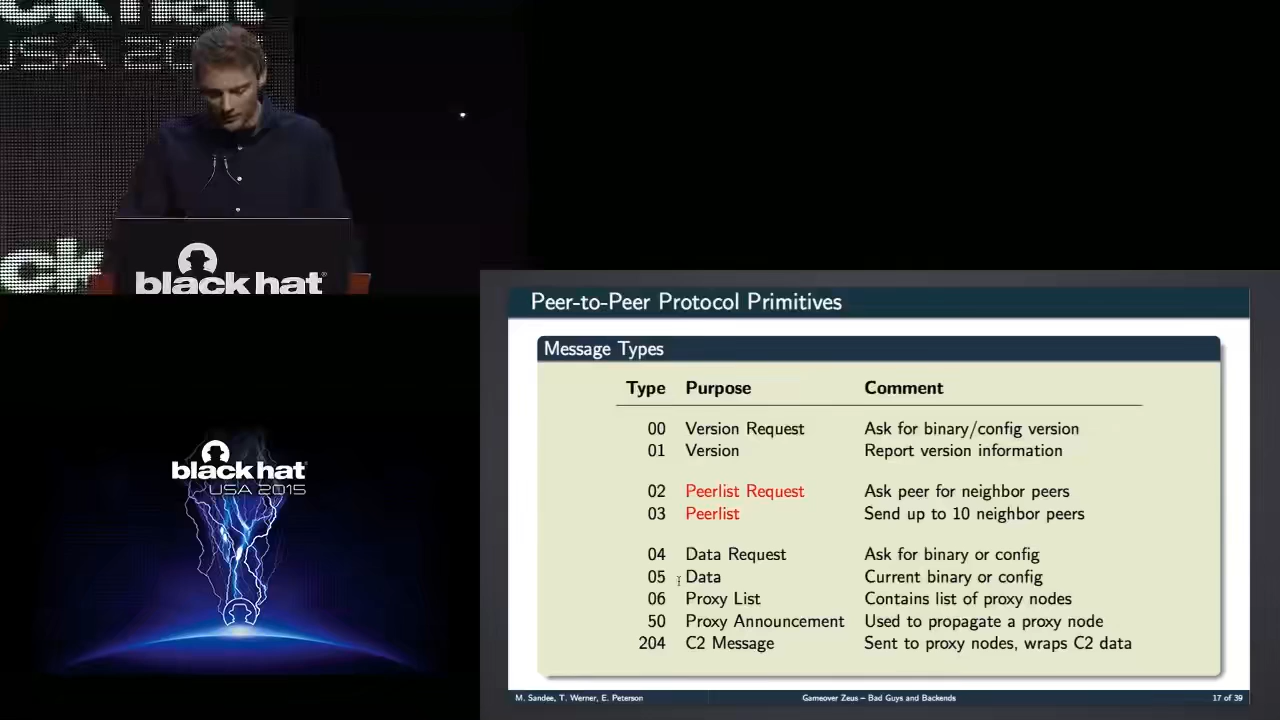 USA 20
black hat
black hat
USA 2015
Peer-to-Peer Protocol Primitives
Message Types
Type Purpose Comment
00 Version Request Ask for binary/config version
01 Version Report version information
02 Peerlist Request Ask peer for neighbor peers
03 Peerlist Send up to 10 neighbor peers
04 Data Request Ask for binary or config
05 Data Current binary or config
06 Proxy List Contains list of proxy nodes
50 Proxy Announcement Used to propagate a proxy node
204 C2 Message Sent to proxy nodes, wraps C2 data
M. Sandee, T. Werner, E. Peterson Gameover Zeus – Bad Guys and Backends 17 of 39